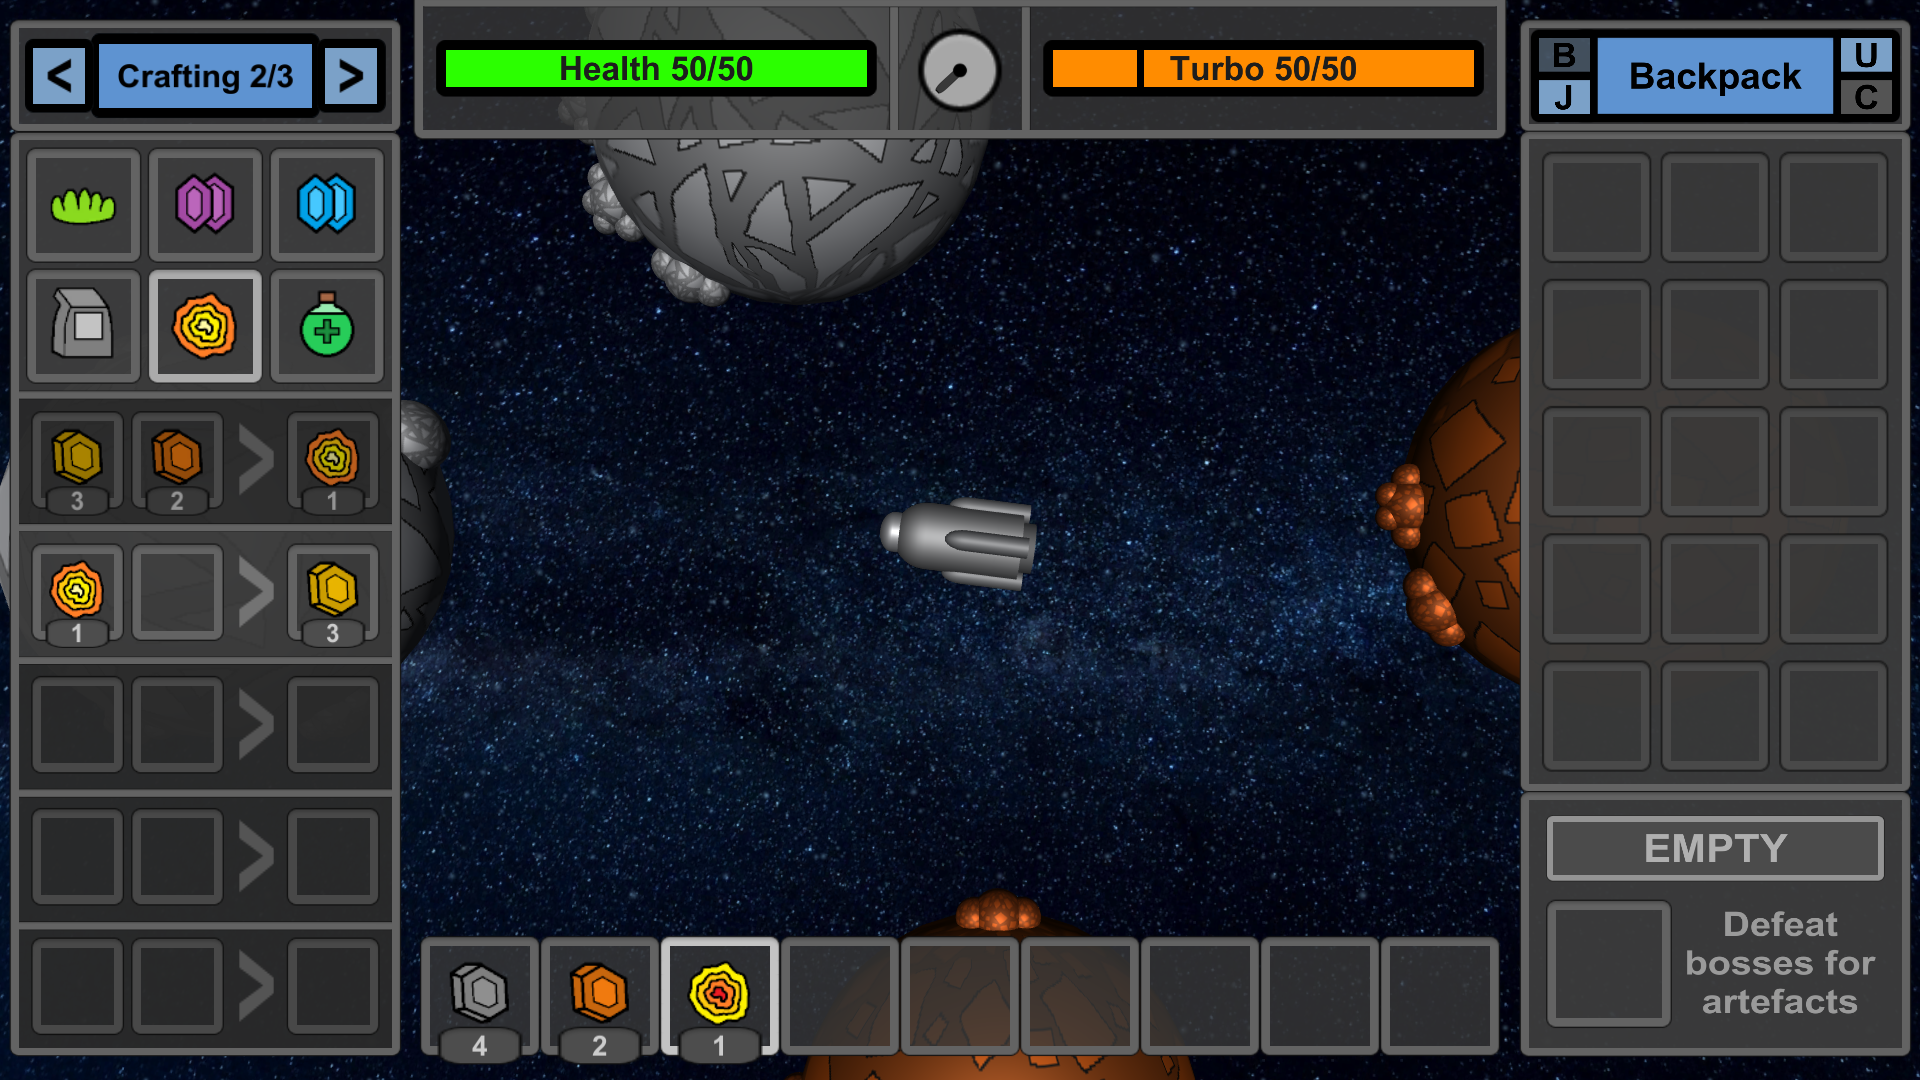 < Crafting 2/3 >
Health 50/50
Turbo 50/50
B
J
Backpack
U
C
3 2 1
1 3
4 2 1
EMPTY
Defeat
bosses for
artefacts